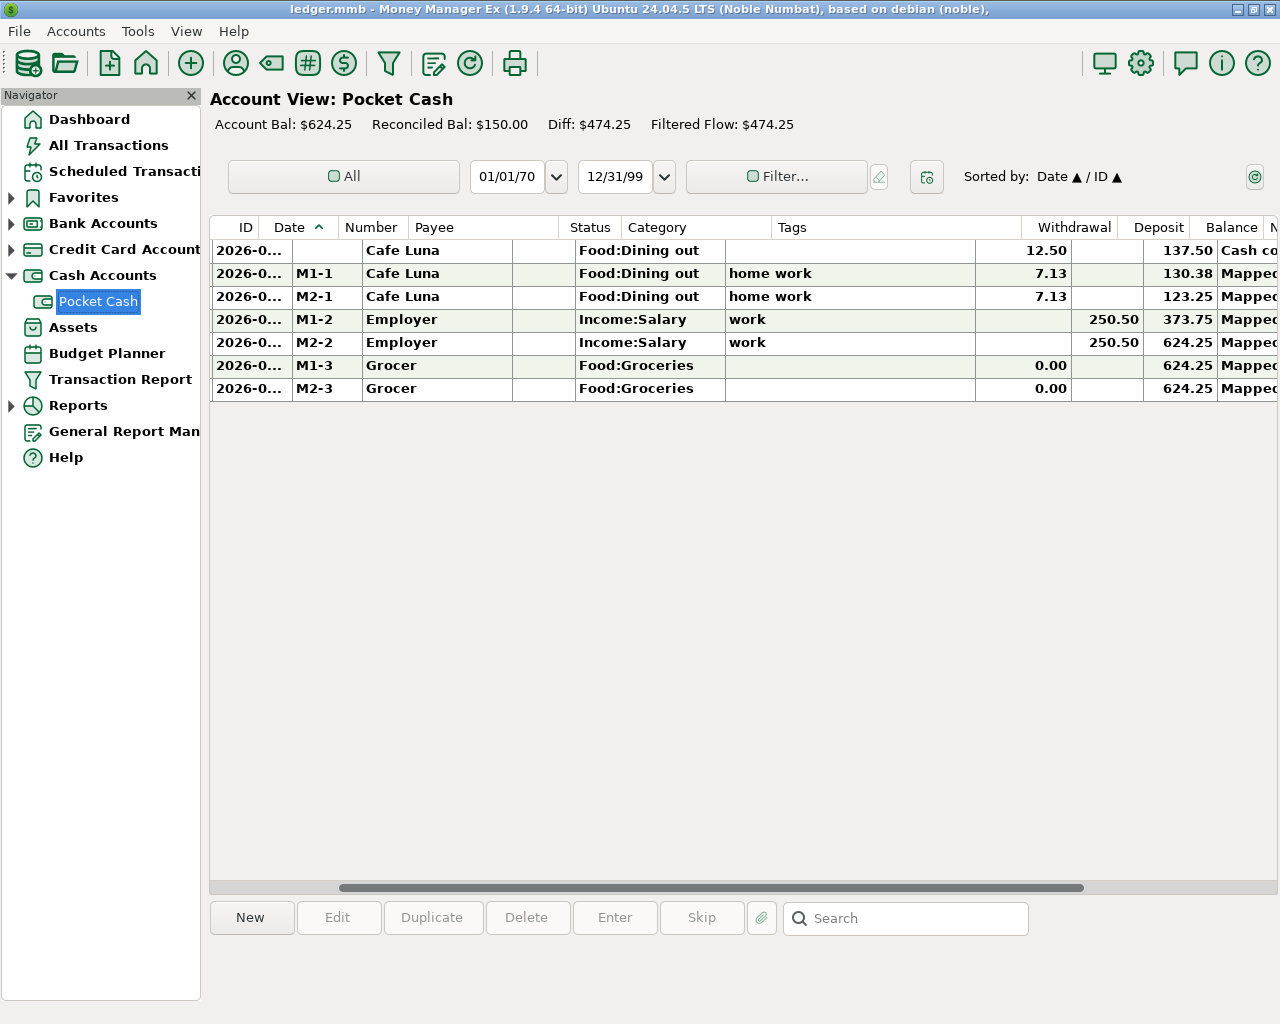 ledger.mmb - Money Manager Ex (1.9.4 64-bit) Ubuntu 24.04.5 LTS (Noble Numbat), based on debian (noble),
File Accounts Tools View Help
Navigator
Dashboard
All Transactions
Scheduled Transacti
Favorites
Bank Accounts
Credit Card Account
Cash Accounts
Pocket Cash
Assets
Budget Planner
Transaction Report
Reports
General Report Man
Help
Account View: Pocket Cash
Account Bal: $624.25 Reconciled Bal: $150.00 Diff: $474.25 Filtered Flow: $474.25
All 01/01/70 12/31/99 Filter... Sorted by: Date ▲ / ID ▲
ID Date Number Payee Status Category Tags Withdrawal Deposit Balance N
2026-0... Cafe Luna Food:Dining out 12.50 137.50 Cash co
2026-0... M1-1 Cafe Luna Food:Dining out home work 7.13 130.38 Mapped
2026-0... M2-1 Cafe Luna Food:Dining out home work 7.13 123.25 Mapped
2026-0... M1-2 Employer Income:Salary work 250.50 373.75 Mapped
2026-0... M2-2 Employer Income:Salary work 250.50 624.25 Mapped
2026-0... M1-3 Grocer Food:Groceries 0.00 624.25 Mapped
2026-0... M2-3 Grocer Food:Groceries 0.00 624.25 Mapped
New Edit Duplicate Delete Enter Skip Search